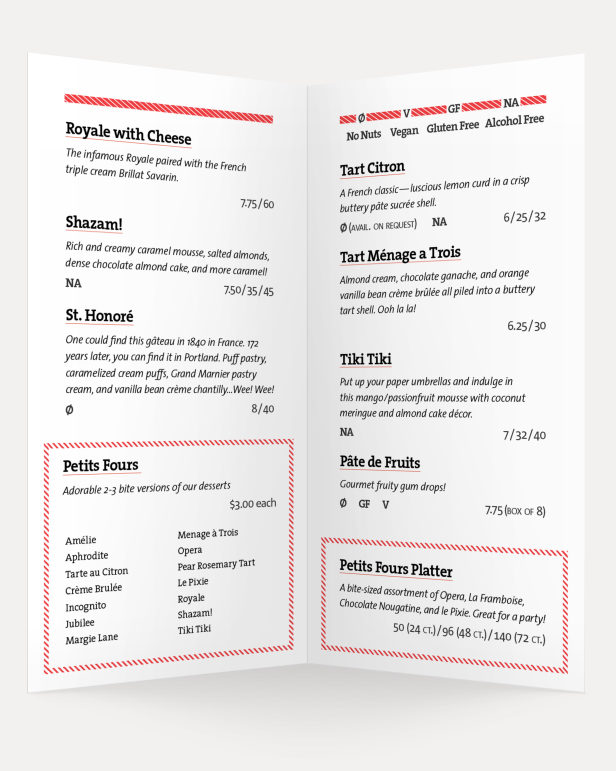 Royale with Cheese
The infamous Royale paired with the French
triple cream Brillat Savarin.
7.75/60
Shazam!
Rich and creamy caramel mousse, salted almonds,
dense chocolate almond cake, and more caramel!
NA 7.50/35/45
St. Honoré
One could find this gâteau in 1840 in France. 172
years later, you can find it in Portland. Puff pastry,
caramelized cream puffs, Grand Marnier pastry
cream, and vanilla bean crème chantilly...Wee! Wee!
Ø 8/40
Petits Fours
Adorable 2-3 bite versions of our desserts
$3.00 each
Amélie
Aphrodite
Tarte au Citron
Crème Brulée
Incognito
Jubilee
Margie Lane
Menage à Trois
Opera
Pear Rosemary Tart
Le Pixie
Royale
Shazam!
Tiki Tiki
Ø V GF NA
No Nuts Vegan Gluten Free Alcohol Free
Tart Citron
A French classic—luscious lemon curd in a crisp
buttery pâte sucrée shell.
Ø (AVAIL. ON REQUEST) NA 6/25/32
Tart Ménage a Trois
Almond cream, chocolate ganache, and orange
vanilla bean crème brûlée all piled into a buttery
tart shell. Ooh la la!
6.25/30
Tiki Tiki
Put up your paper umbrellas and indulge in
this mango/passionfruit mousse with coconut
meringue and almond cake décor.
NA 7/32/40
Pâte de Fruits
Gourmet fruity gum drops!
Ø GF V 7.75 (BOX OF 8)
Petits Fours Platter
A bite-sized assortment of Opera, La Framboise,
Chocolate Nougatine, and le Pixie. Great for a party!
50 (24 CT.)/96 (48 CT.)/140 (72 CT.)